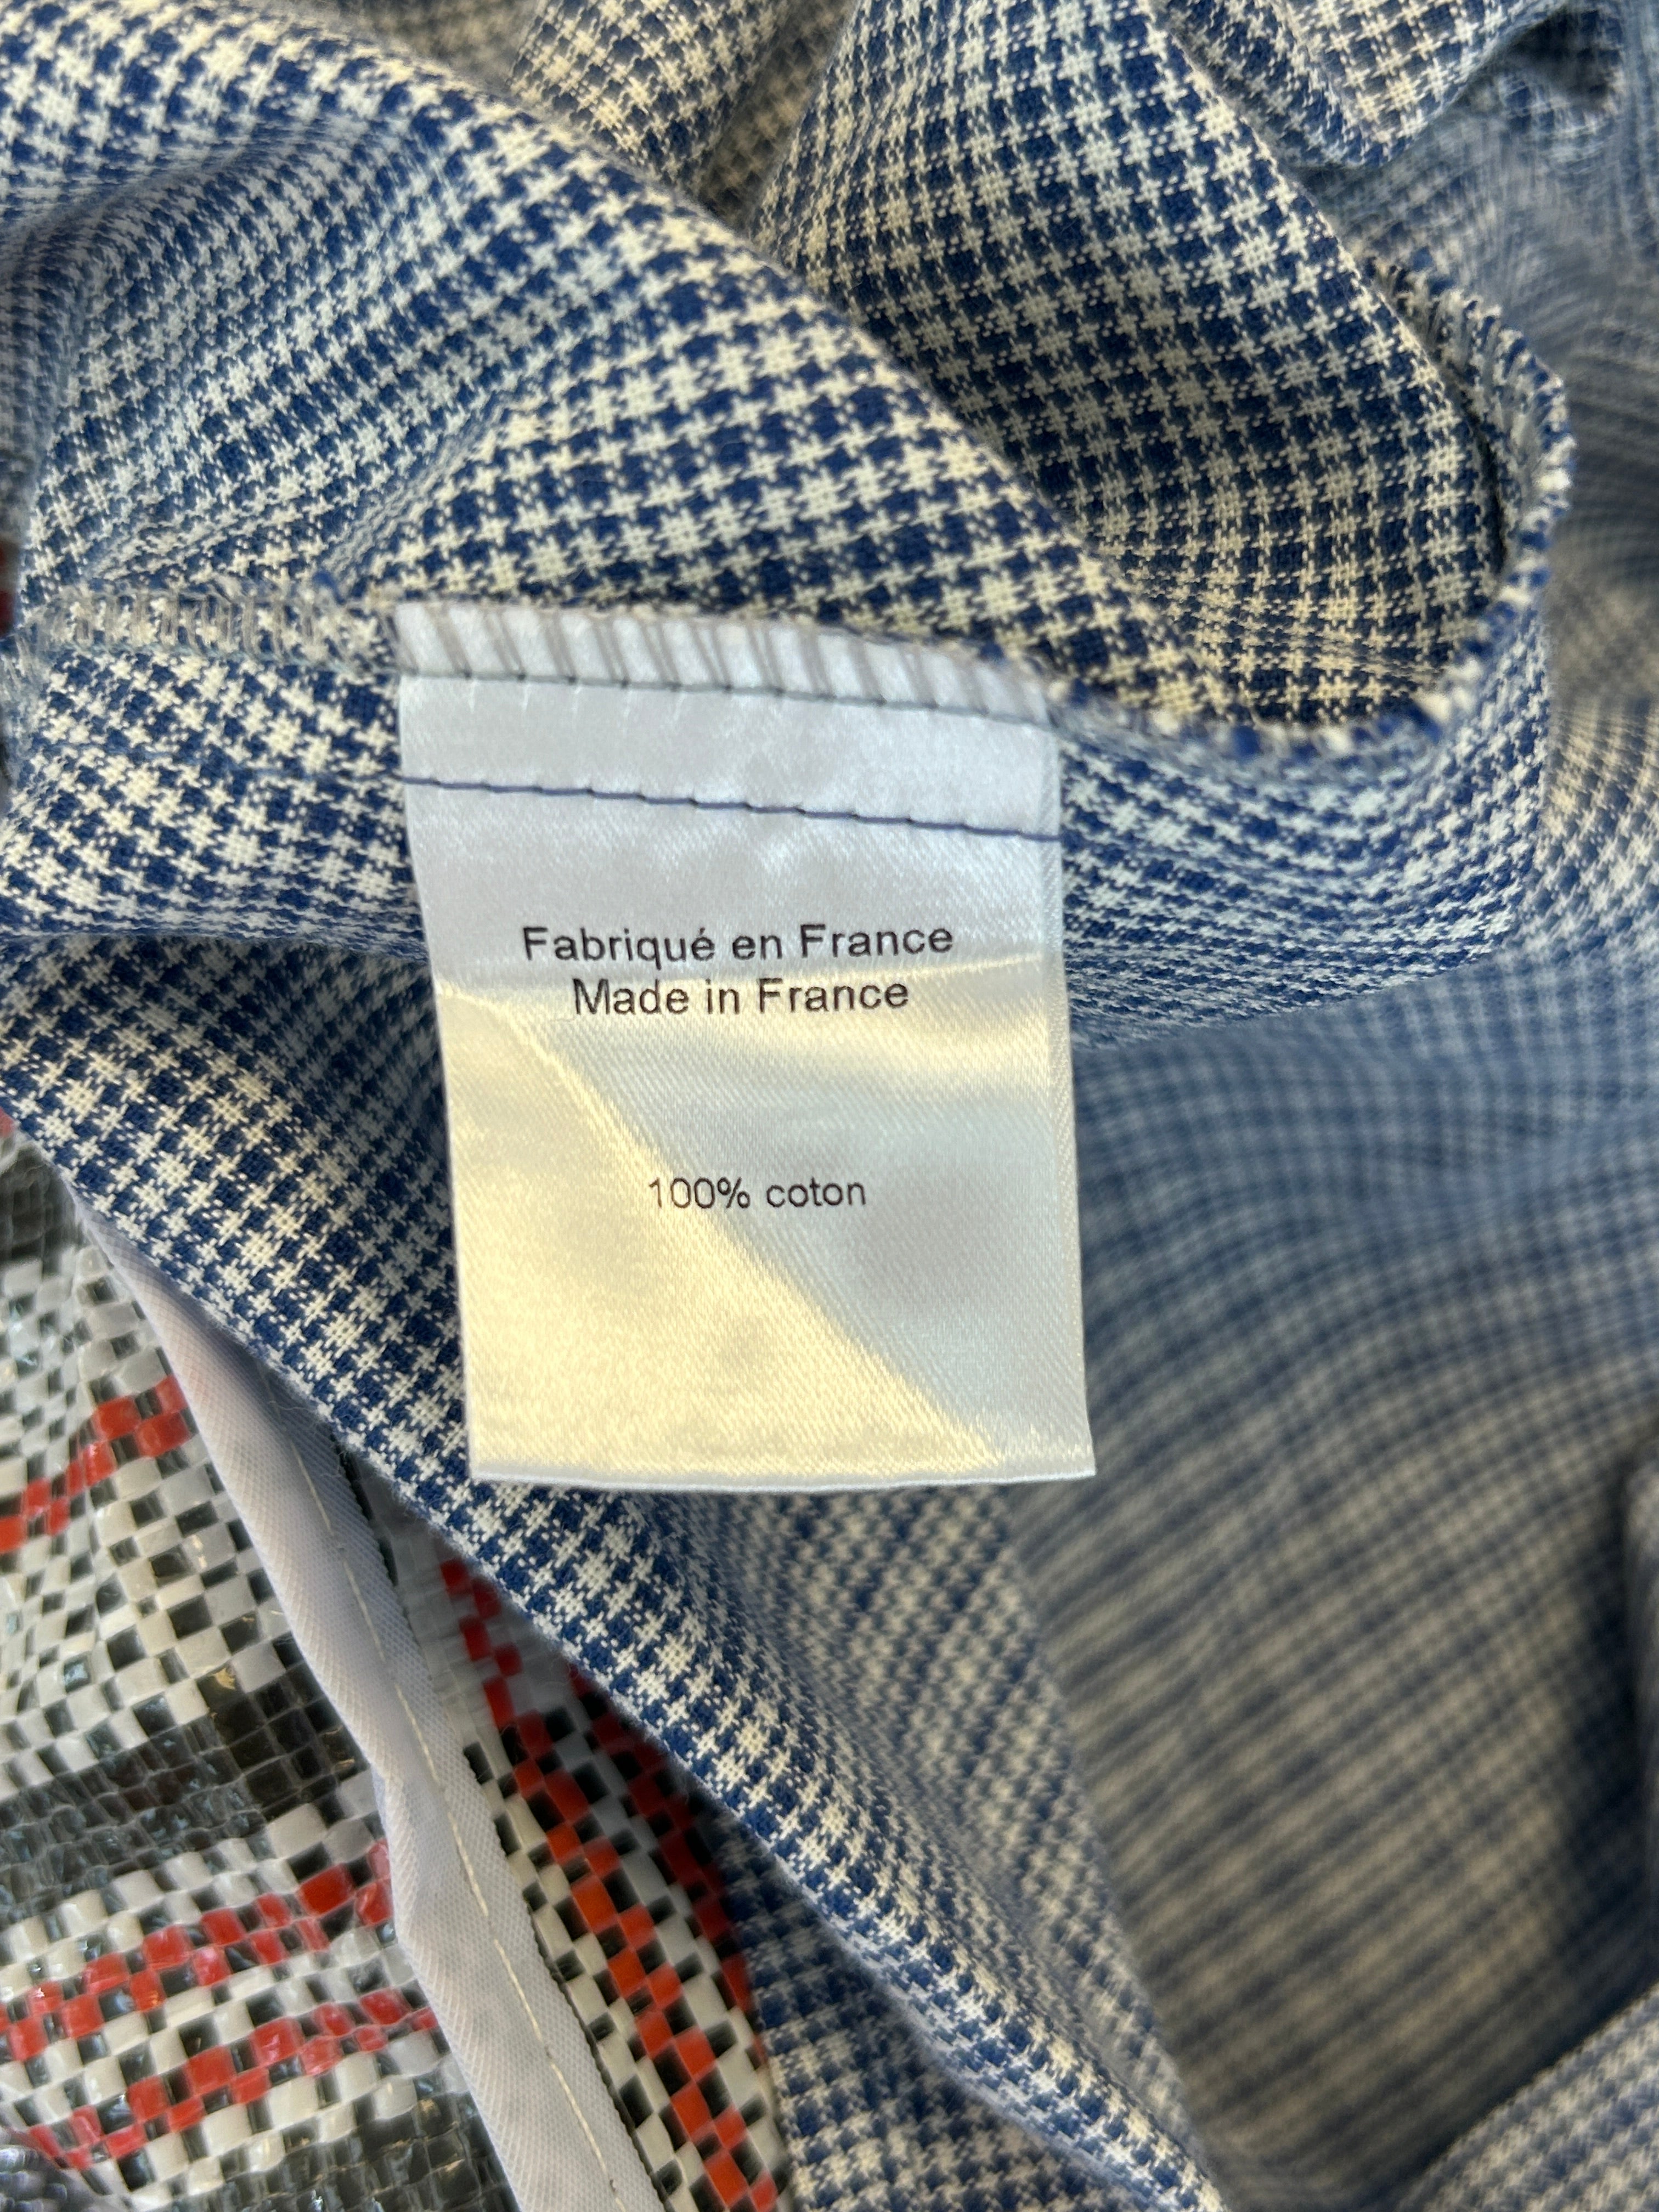 Fabriqué en France
Made in France
100% coton